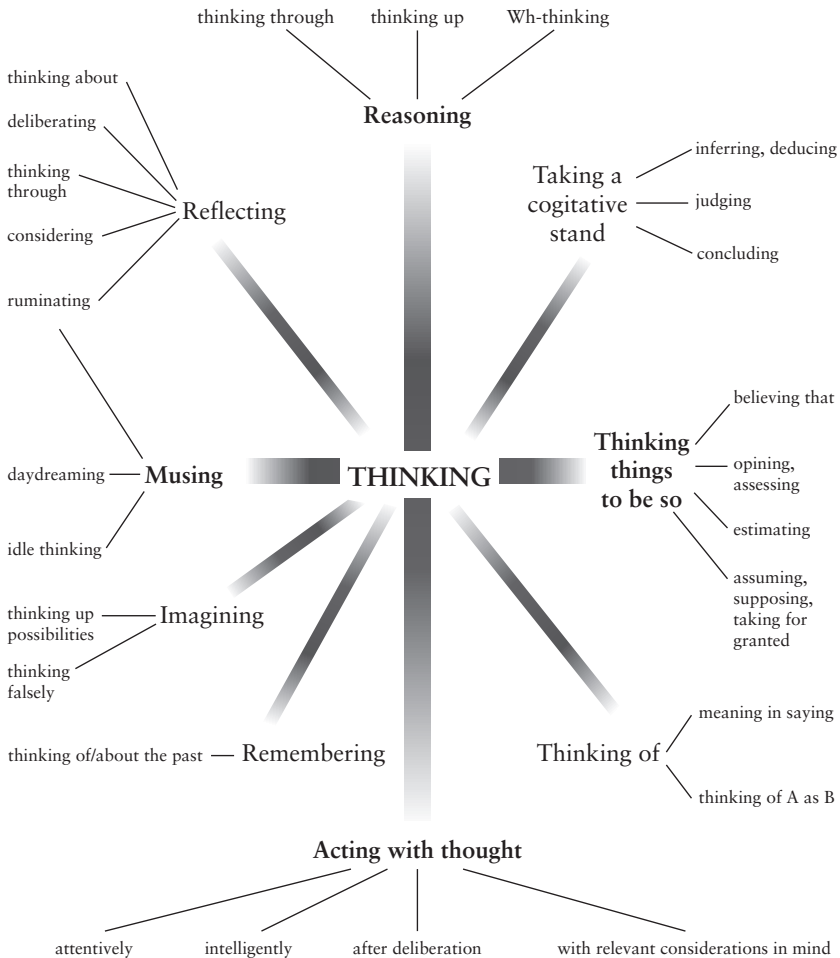 thinking through
thinking up
Wh-thinking
Reasoning
thinking about
deliberating
thinking
through
considering
ruminating
Reflecting
Taking a
cogitative
stand
inferring, deducing
judging
concluding
daydreaming
idle thinking
Musing
THINKING
Thinking
things
to be so
believing that
opining,
assessing
estimating
assuming,
supposing,
taking for
granted
thinking up
possibilities
thinking
falsely
Imagining
thinking of/about the past
Remembering
Thinking of
meaning in saying
thinking of A as B
Acting with thought
attentively
intelligently
after deliberation
with relevant considerations in mind